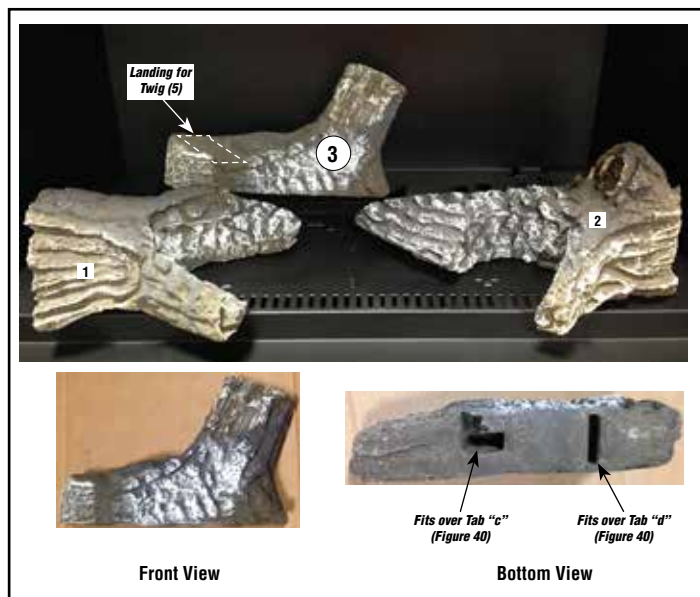 Landing for
Twig (5)
3
2
1
Fits over Tab “c”
(Figure 40)
Fits over Tab “d”
(Figure 40)
Front View
Bottom View